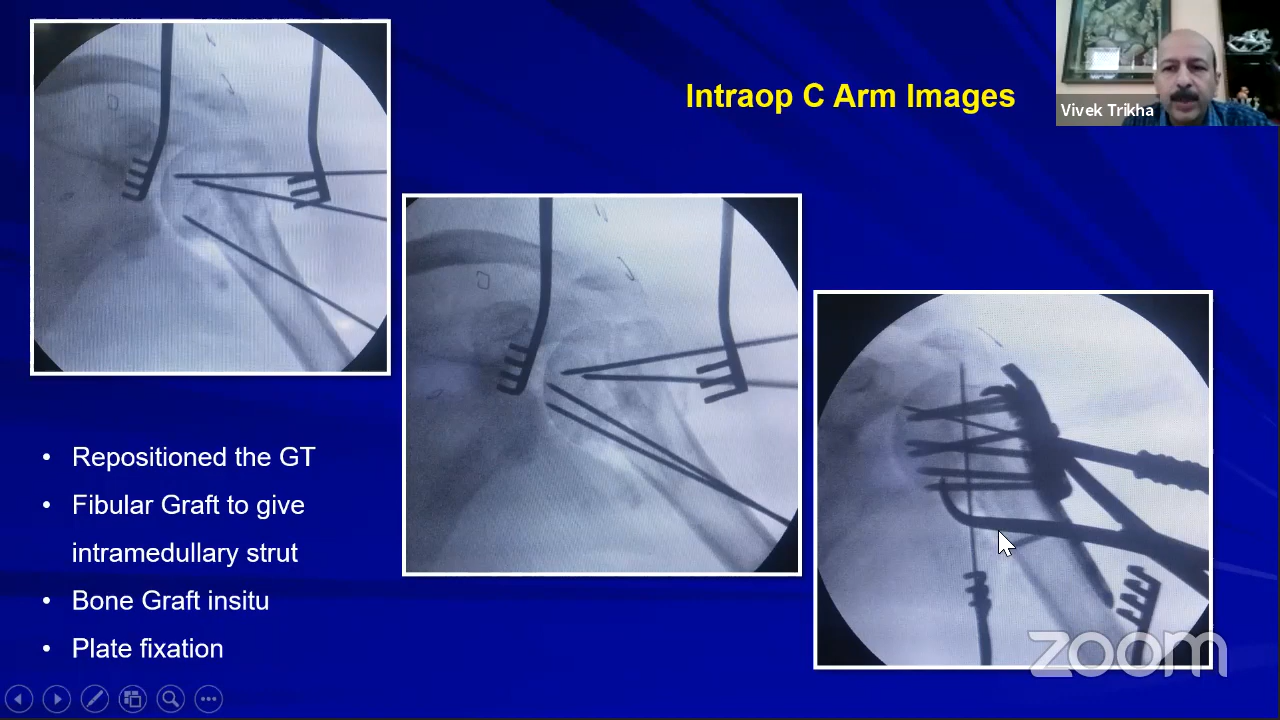 Intraop C Arm Images
Vivek Trikha
• Repositioned the GT
• Fibular Graft to give
intramedullary strut
• Bone Graft insitu
• Plate fixation
zoom